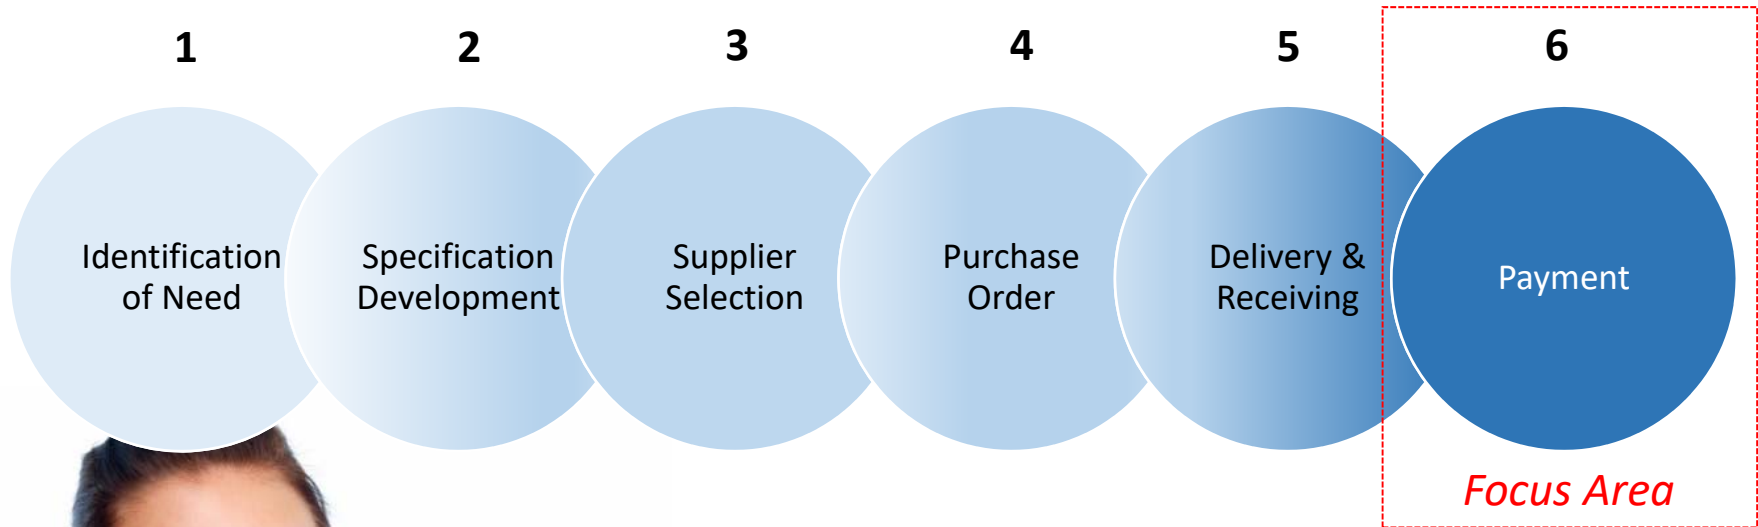 1
2
3
4
5
6
Identification
of Need
Specification
Development
Supplier
Selection
Purchase
Order
Delivery &
Receiving
Payment
Focus Area